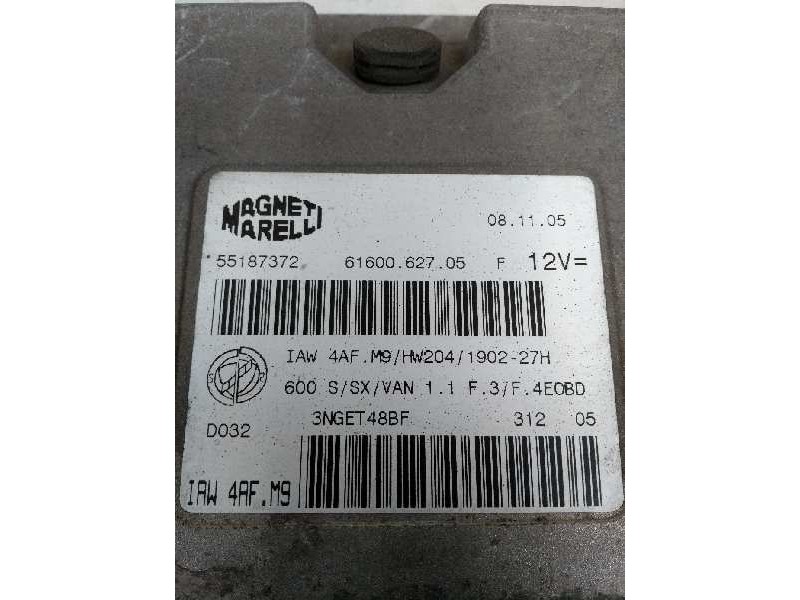 MAGNETI
MARELLI
08.11.05
55187372 61600.627.05 F 12V=
IAW 4AF.M9/HW204/1902-27H
600 S/SX/VAN 1.1 F.3/F.4EOBD
3NGET48BF 312 05
D032
IAW 4AF.M9